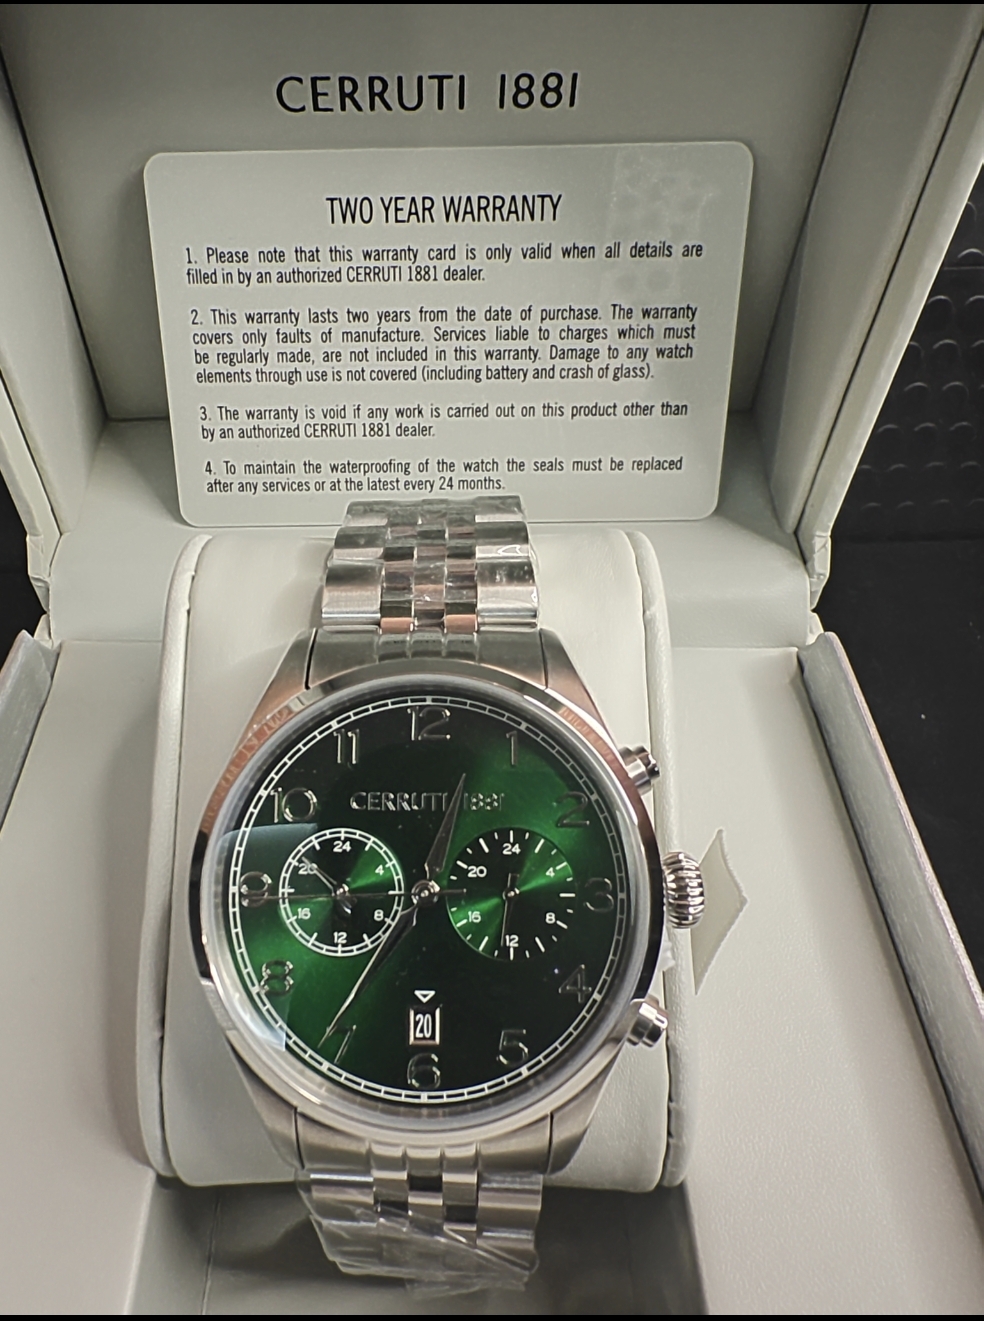 CERRUTI 1881
TWO YEAR WARRANTY
1. Please note that this warranty card is only valid when all details are
filled in by an authorized CERRUTI 1881 dealer.
2. This warranty lasts two years from the date of purchase. The warranty
covers only faults of manufacture. Services liable to charges which must
be regularly made, are not included in this warranty. Damage to any watch
elements through use is not covered (including battery and crash of glass).
3. The warranty is void if any work is carried out on this product other than
by an authorized CERRUTI 1881 dealer.
4. To maintain the waterproofing of the watch the seals must be replaced
after any services or at the latest every 24 months.
12
11 1
10 2
CERRUTI 1881
24 24
20 4 20 4
9 3
16 8 16 8
12 12
8 4
20
7 5
6